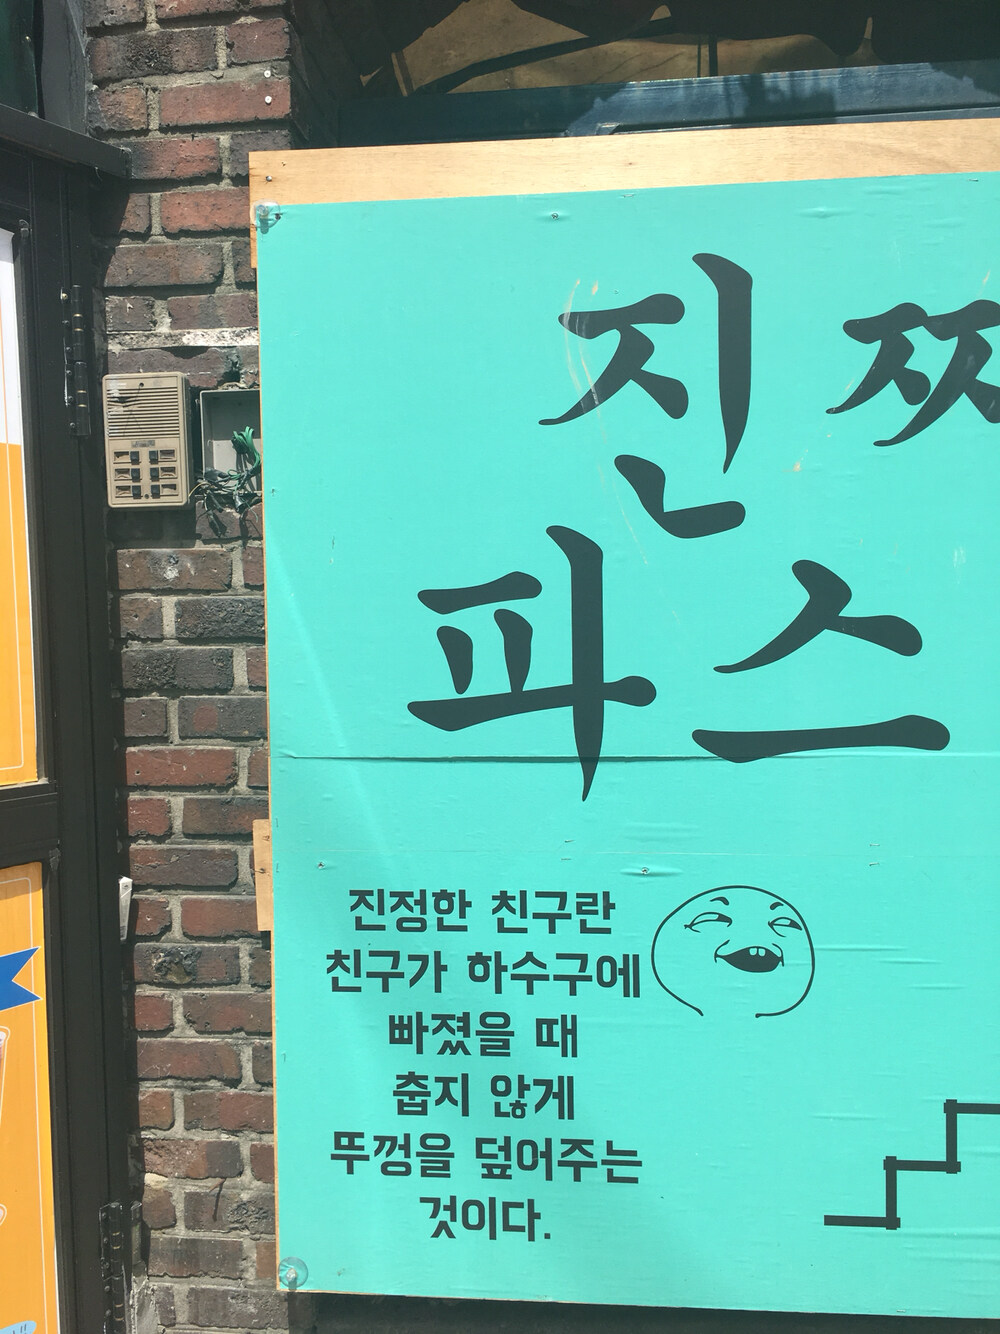 진짜
파스
진정한 친구란
친구가 하수구에
빠졌을 때
춥지 않게
뚜껑을 덮어주는
것이다.